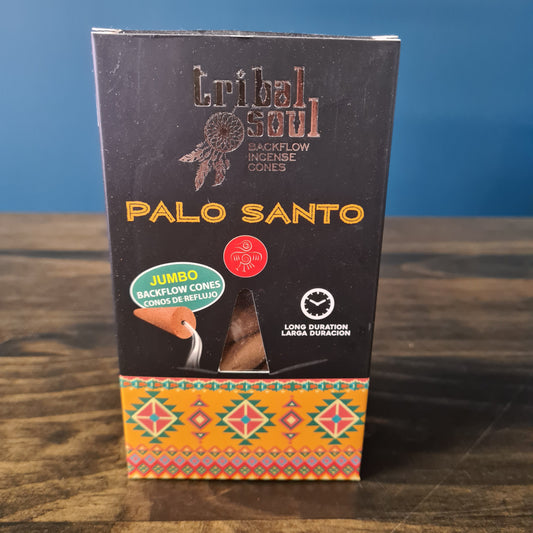 tribal
soul
BACKFLOW
INCENSE
CONES
PALO SANTO
JUMBO
BACKFLOW CONES
CONOS DE REFLUJO
LONG DURATION
LARGA DURACION